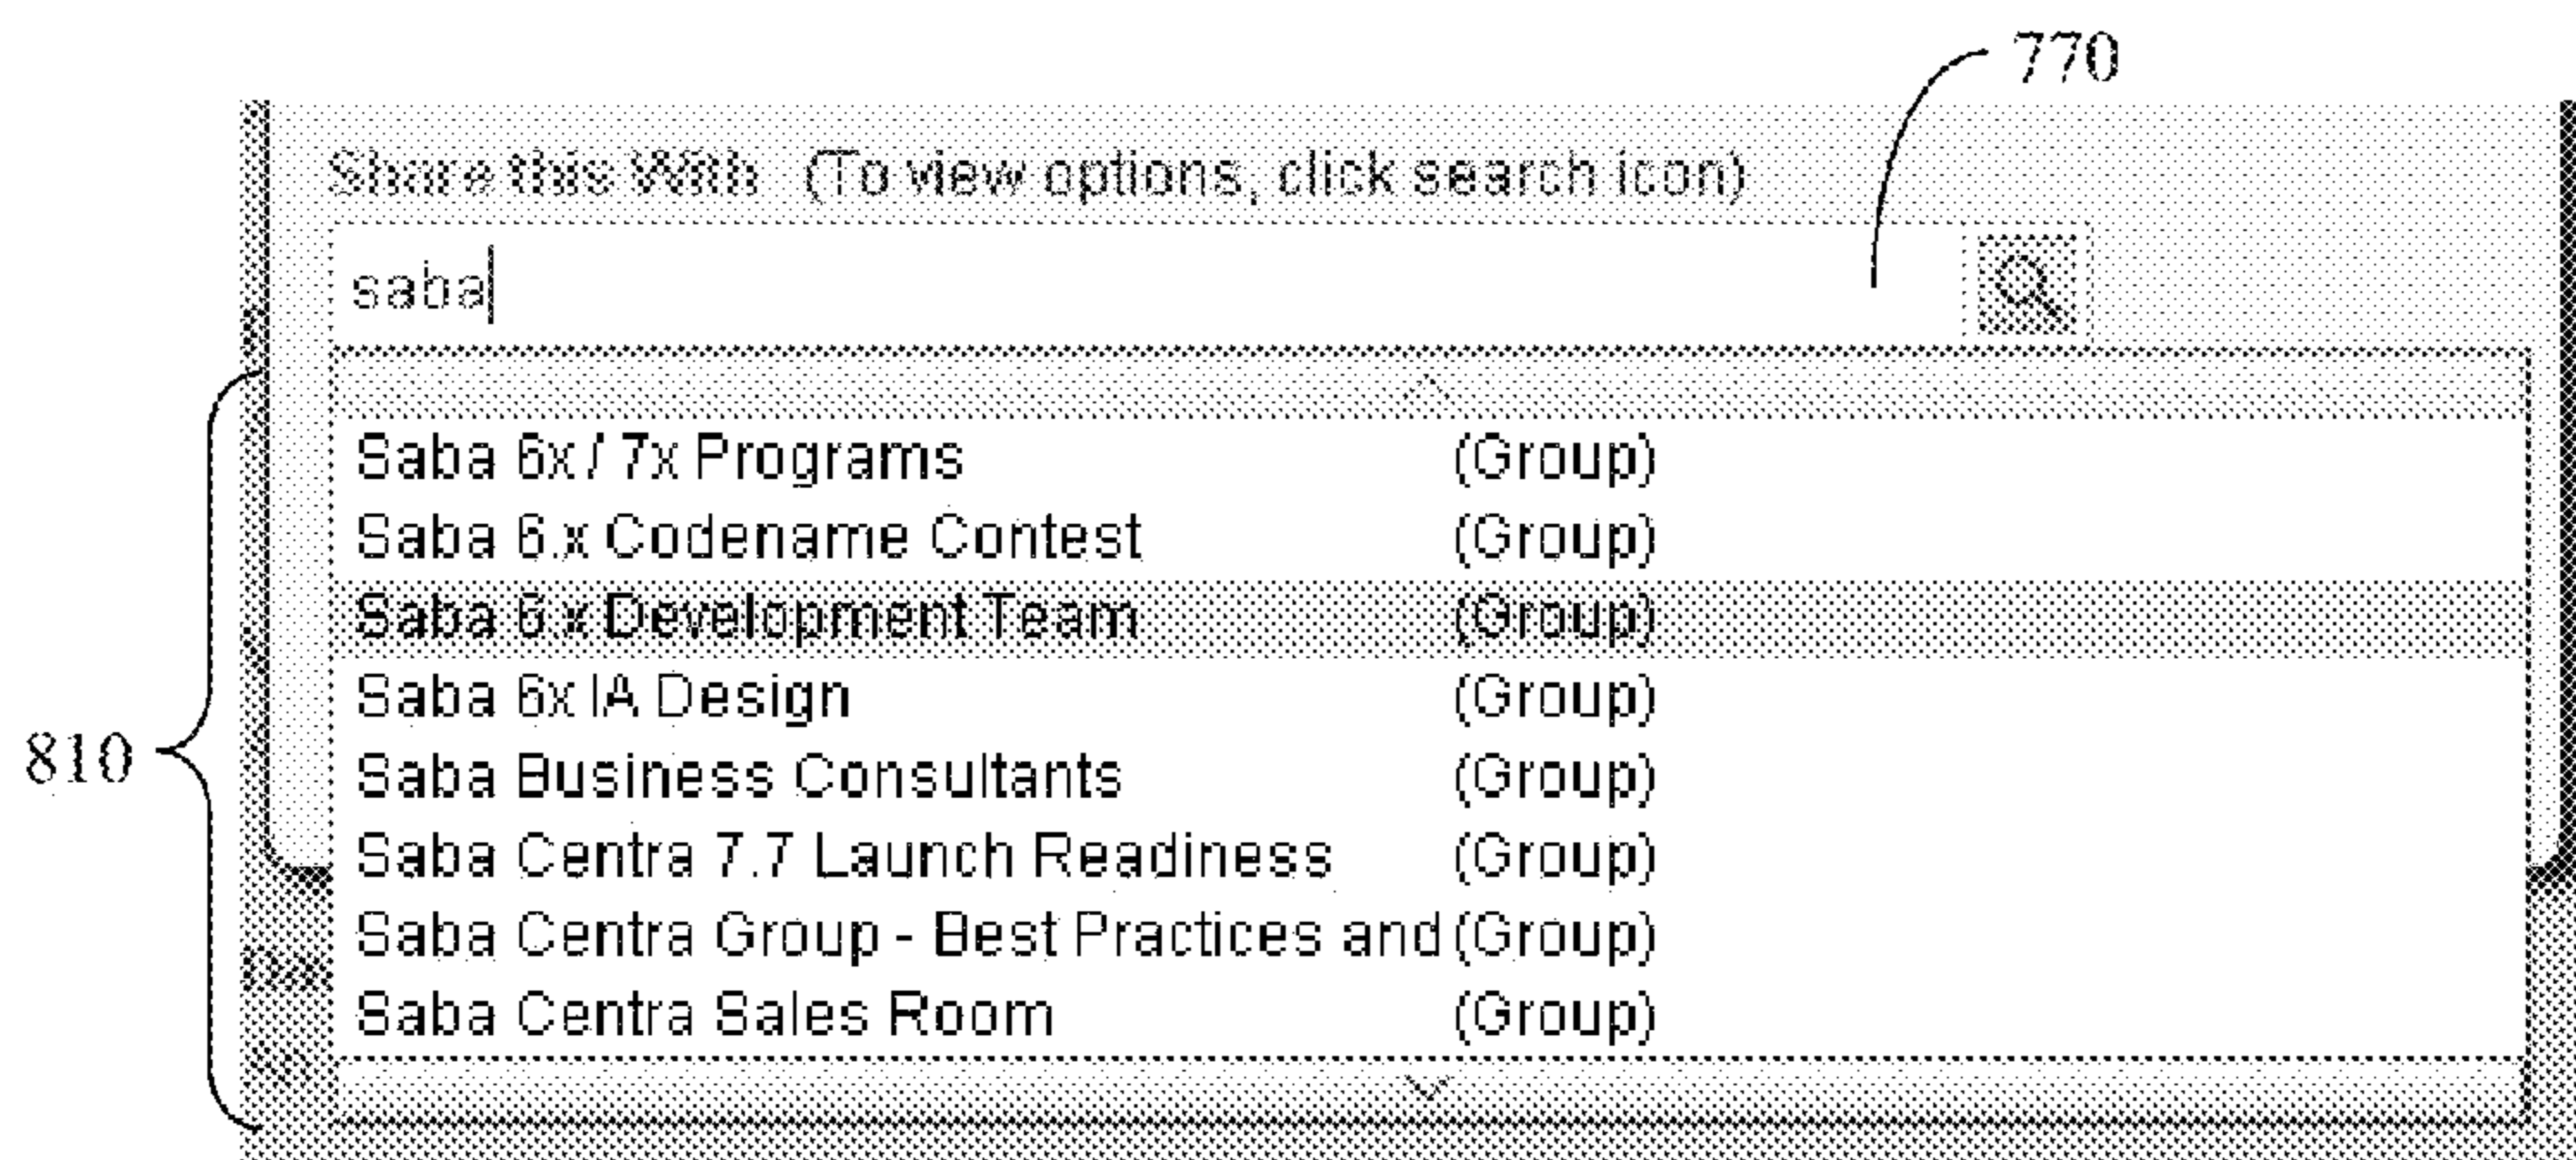 770
Share this With (To view options, click search icon)
saba
Saba 6x / 7x Programs (Group)
Saba 6.x Codename Contest (Group)
Saba 6.x Development Team (Group)
Saba 6x IA Design (Group)
810
Saba Business Consultants (Group)
Saba Centra 7.7 Launch Readiness (Group)
Saba Centra Group - Best Practices and (Group)
Saba Centra Sales Room (Group)